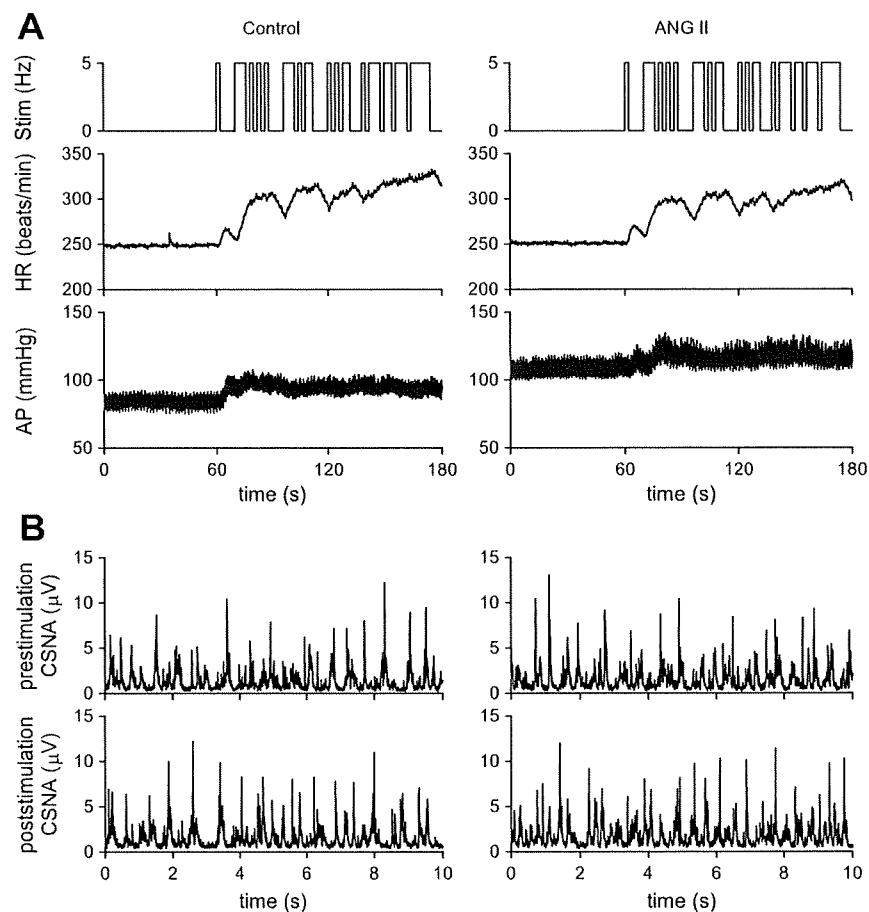 A
Control
ANG II
Stim (Hz)
5
0
5
0
HR (beats/min)
350
300
250
200
350
300
250
200
AP (mmHg)
150
100
50
150
100
50
0 60 120 180
0 60 120 180
time (s)
time (s)
B
prestimulation
CSNA (μV)
15
10
5
0
15
10
5
0
poststimulation
CSNA (μV)
15
10
5
0
15
10
5
0
0 2 4 6 8 10
0 2 4 6 8 10
time (s)
time (s)